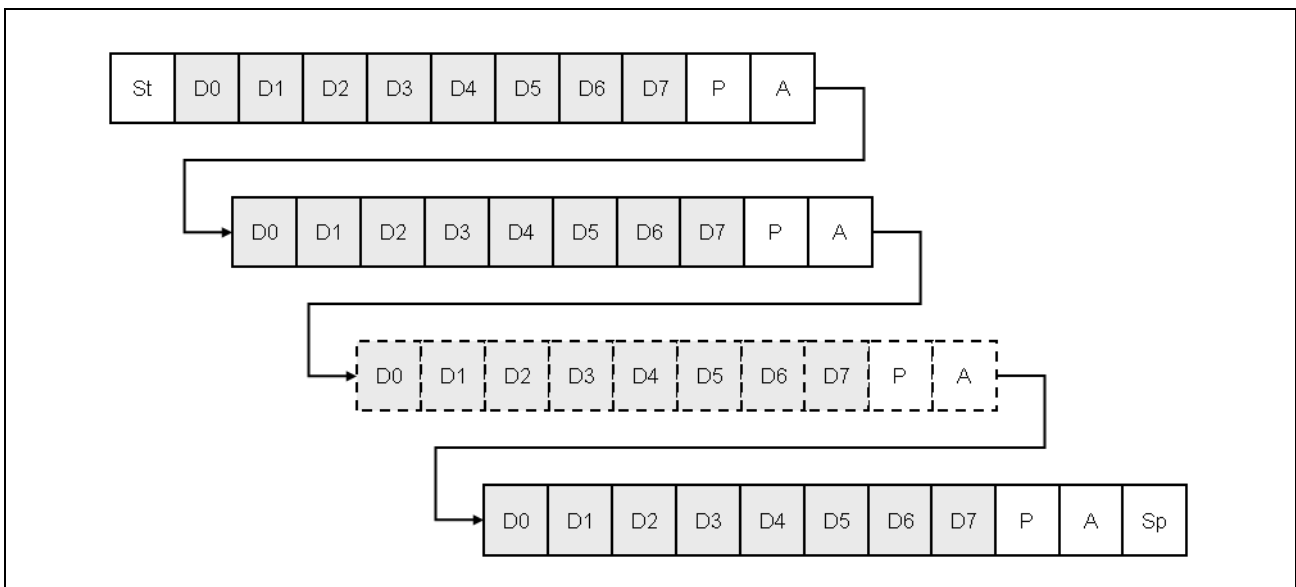 St D0 D1 D2 D3 D4 D5 D6 D7 P A
D0 D1 D2 D3 D4 D5 D6 D7 P A
D0 D1 D2 D3 D4 D5 D6 D7 P A
D0 D1 D2 D3 D4 D5 D6 D7 P A Sp